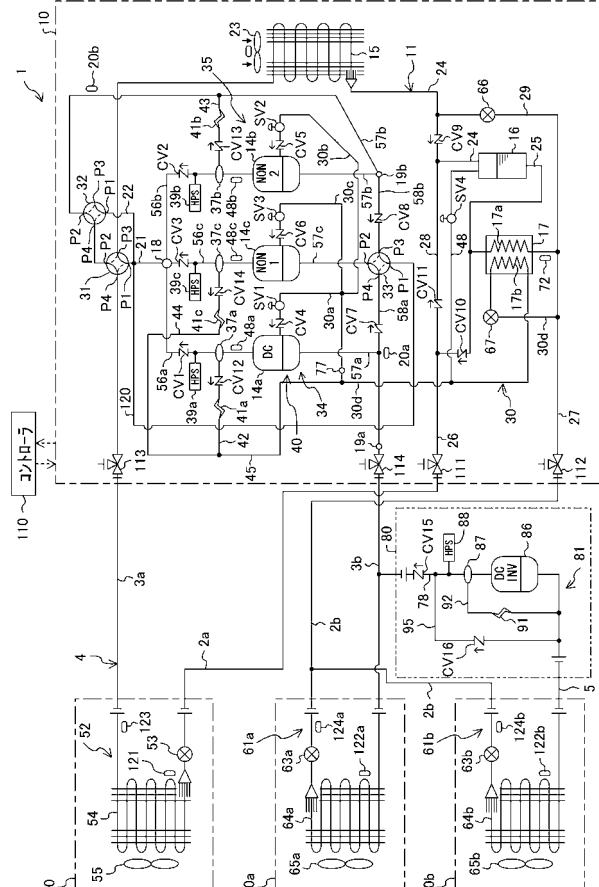 コントローラ
110
10
1
20b
23
15
11
24
35
43
41b
CV13
14b
SV2
CV2
32
P3
P2
P4
22
31
P2
P3
P4
P1
21
18
56b
39b
HPS
37b
48b
NON
2
CV5
30b
57b
57b
19b
58b
CV3
56c
39c
HPS
37c
48c
14c
SV3
NON
1
CV6
30c
57c
P2
P3
P4
33
P1
CV8
44
CV14
41c
37a
48a
SV1
30a
58a
CV7
56a
CV1
39a
HPS
CV12
41a
DC
14a
CV4
40
34
77
57a
20a
30d
120
42
45
19a
113
114
111
112
26
28
CV11
CV9
24
66
29
16
25
SV4
48
CV10
17a
17
17b
67
72
30d
30
27
3a
4
2a
3b
2b
2b
80
CV15
HPS
88
78
87
DC
INV
86
92
95
91
CV16
81
5
52
123
53
121
54
55
61a
124a
63a
122a
64a
65a
0a
61b
124b
63b
122b
64b
65b
0b